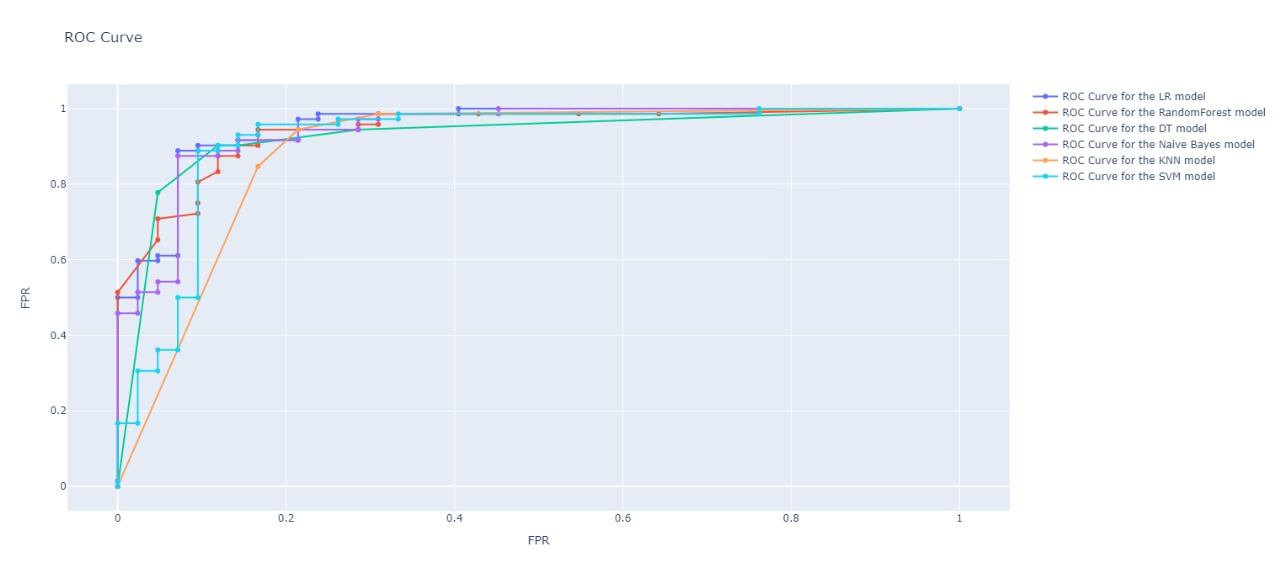 ROC Curve
ROC Curve for the LR model
ROC Curve for the RandomForest model
ROC Curve for the DT model
ROC Curve for the Naive Bayes model
ROC Curve for the KNN model
ROC Curve for the SVM model
FPR
1
0.8
0.6
0.4
0.2
0
0
0.2
0.4
0.6
0.8
1
FPR